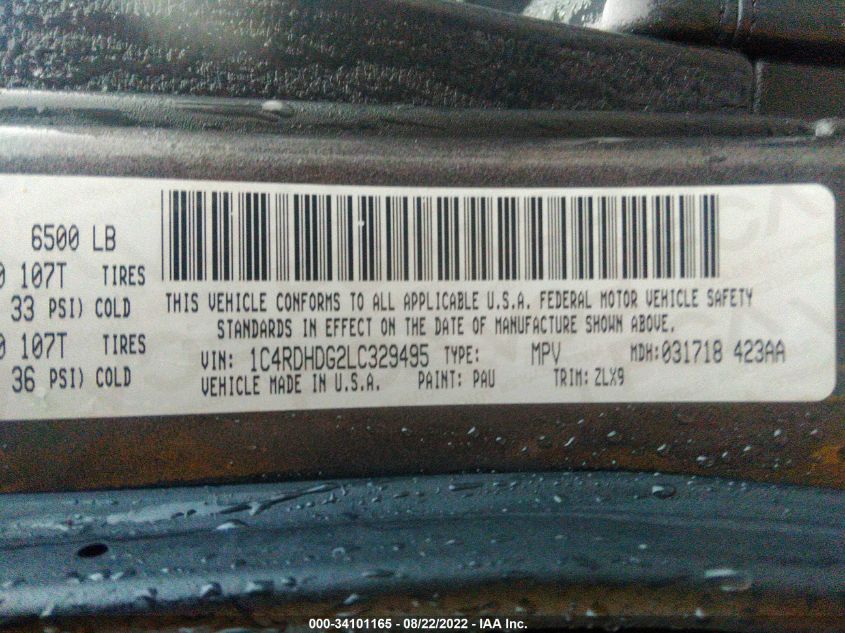 6500 LB
0 107T TIRES
33 PSI) COLD
0 107T TIRES
36 PSI) COLD
THIS VEHICLE CONFORMS TO ALL APPLICABLE U.S.A. FEDERAL MOTOR VEHICLE SAFETY
STANDARDS IN EFFECT ON THE DATE OF MANUFACTURE SHOWN ABOVE.
VIN: 1C4RDHDG2LC329495 TYPE: MPV MDH:031718 423AA
VEHICLE MADE IN U.S.A. PAINT: PAU TRIM: ZLX9
000-34101165 - 08/22/2022 - IAA Inc.